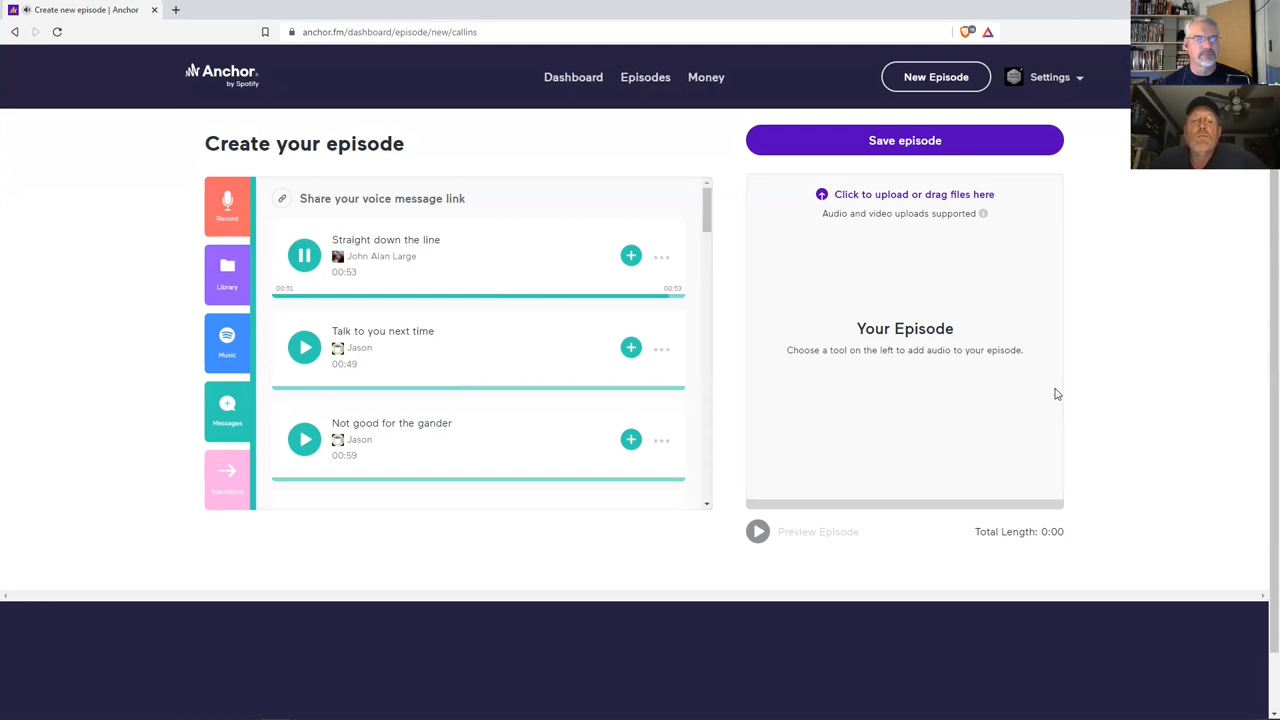 Create new episode | Anchor
anchor.fm/dashboard/episode/new/callins
Anchor
by Spotify
Dashboard
Episodes
Money
New Episode
Settings
Create your episode
Save episode
Record
Library
Music
Messages
Transitions
Share your voice message link
Straight down the line
John Alan Large
00:53
00:51
00:53
Talk to you next time
Jason
00:49
Not good for the gander
Jason
00:59
Click to upload or drag files here
Audio and video uploads supported
Your Episode
Choose a tool on the left to add audio to your episode.
Preview Episode
Total Length: 0:00